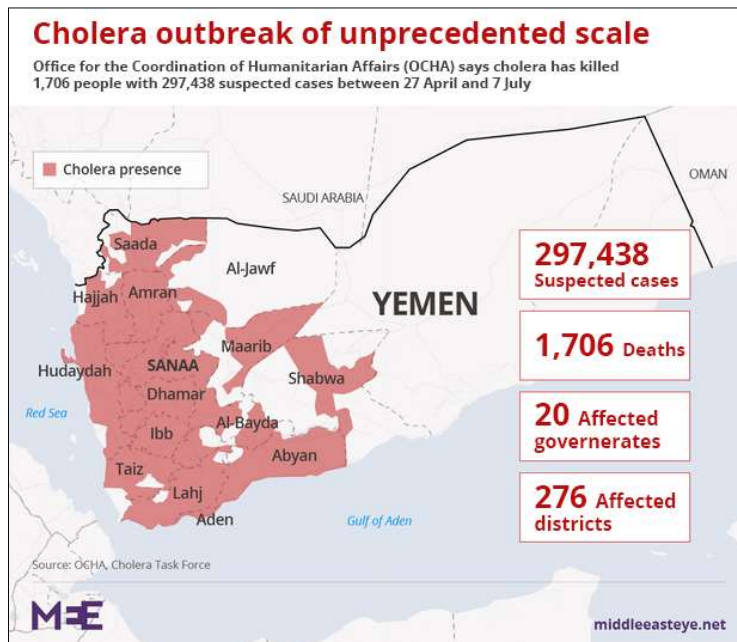 Cholera outbreak of unprecedented scale
Office for the Coordination of Humanitarian Affairs (OCHA) says cholera has killed
1,706 people with 297,438 suspected cases between 27 April and 7 July
Cholera presence
SAUDI ARABIA
OMAN
Saada
Al-Jawf
Hajjah
Amran
YEMEN
Maarib
Hudaydah
SANAA
Shabwa
Dhamar
Red Sea
Al-Bayda
Ibb
Abyan
Taiz
Lahj
Aden
Gulf of Aden
297,438
Suspected cases
1,706 Deaths
20 Affected
governerates
276 Affected
districts
Source: OCHA, Cholera Task Force
MEE
middleeasteye.net